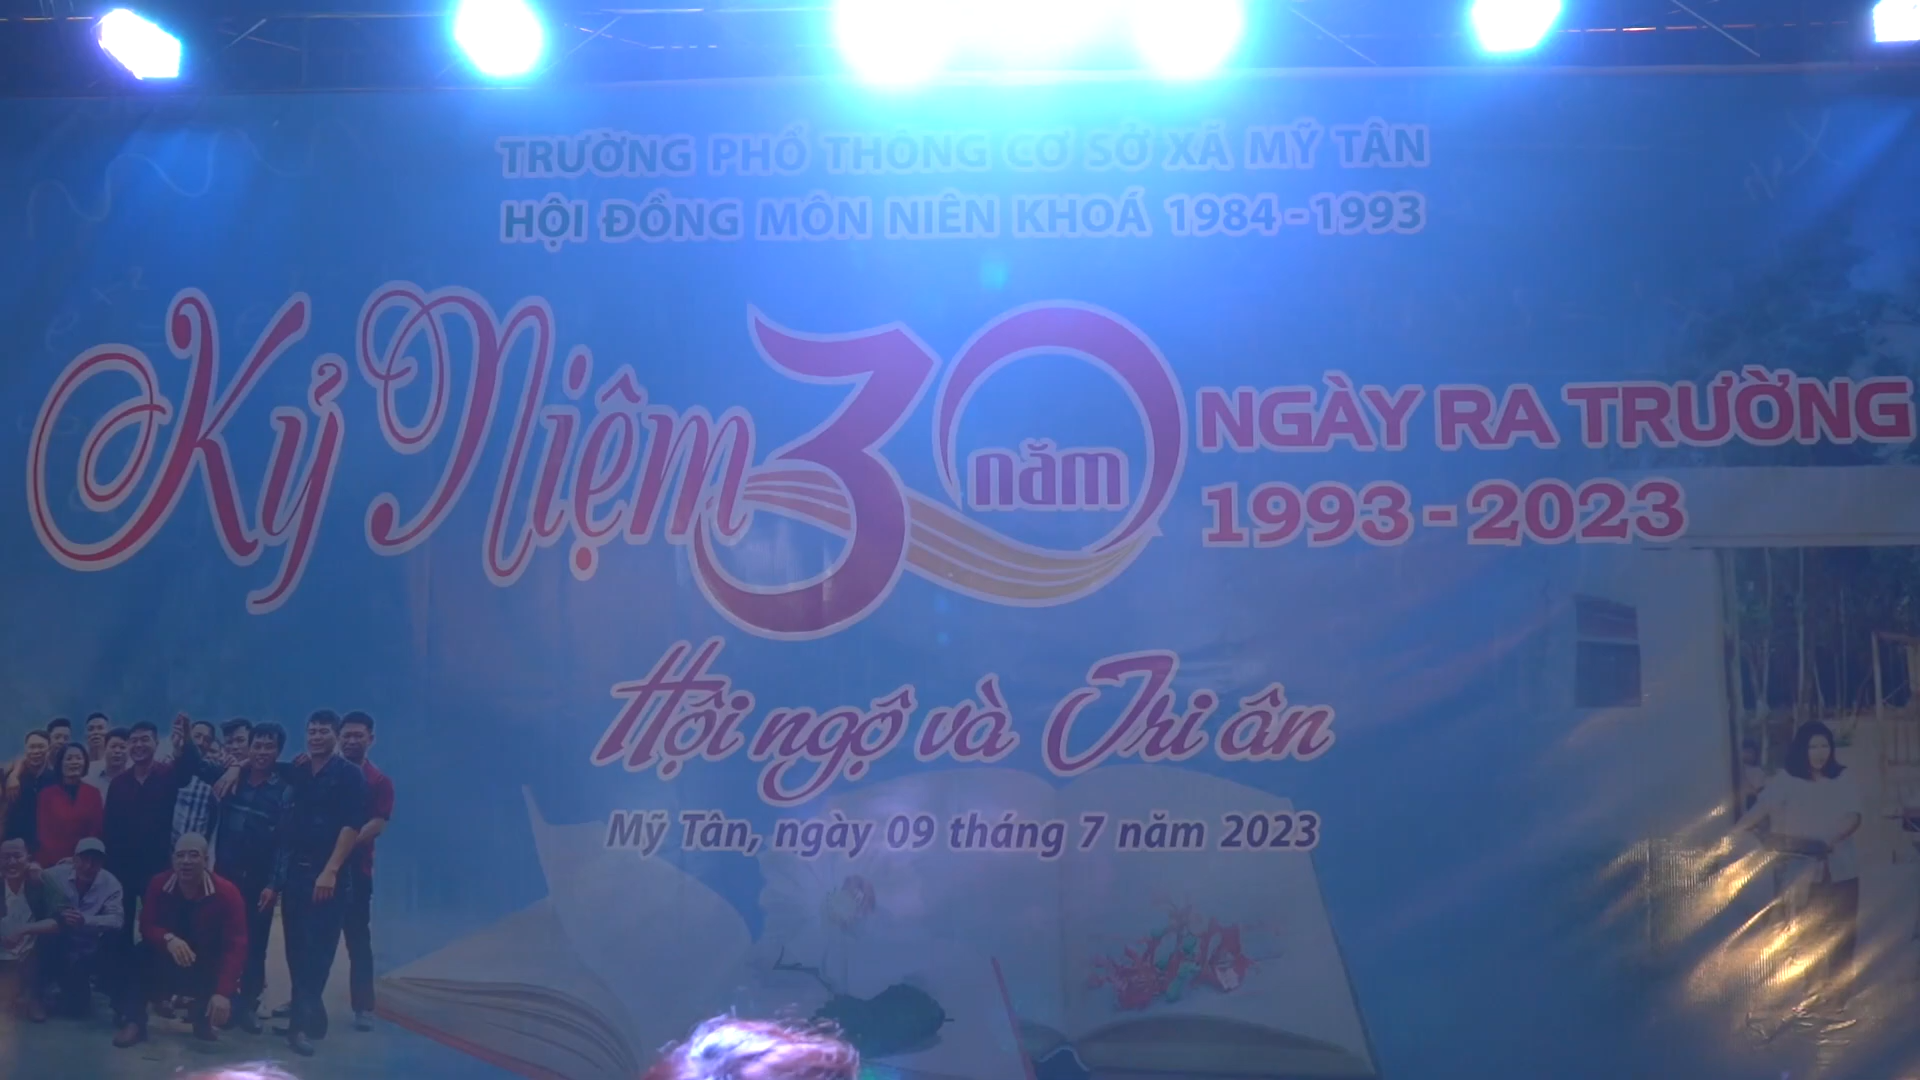 TRƯỜNG PHỔ THÔNG CƠ SỞ XÃ MỸ TÂN
HỘI ĐỒNG MÔN NIÊN KHOÁ 1984-1993
Kỷ Niệm 30 năm
NGÀY RA TRƯỜNG
1993-2023
Hội ngộ và Tri ân
Mỹ Tân, ngày 09 tháng 7 năm 2023